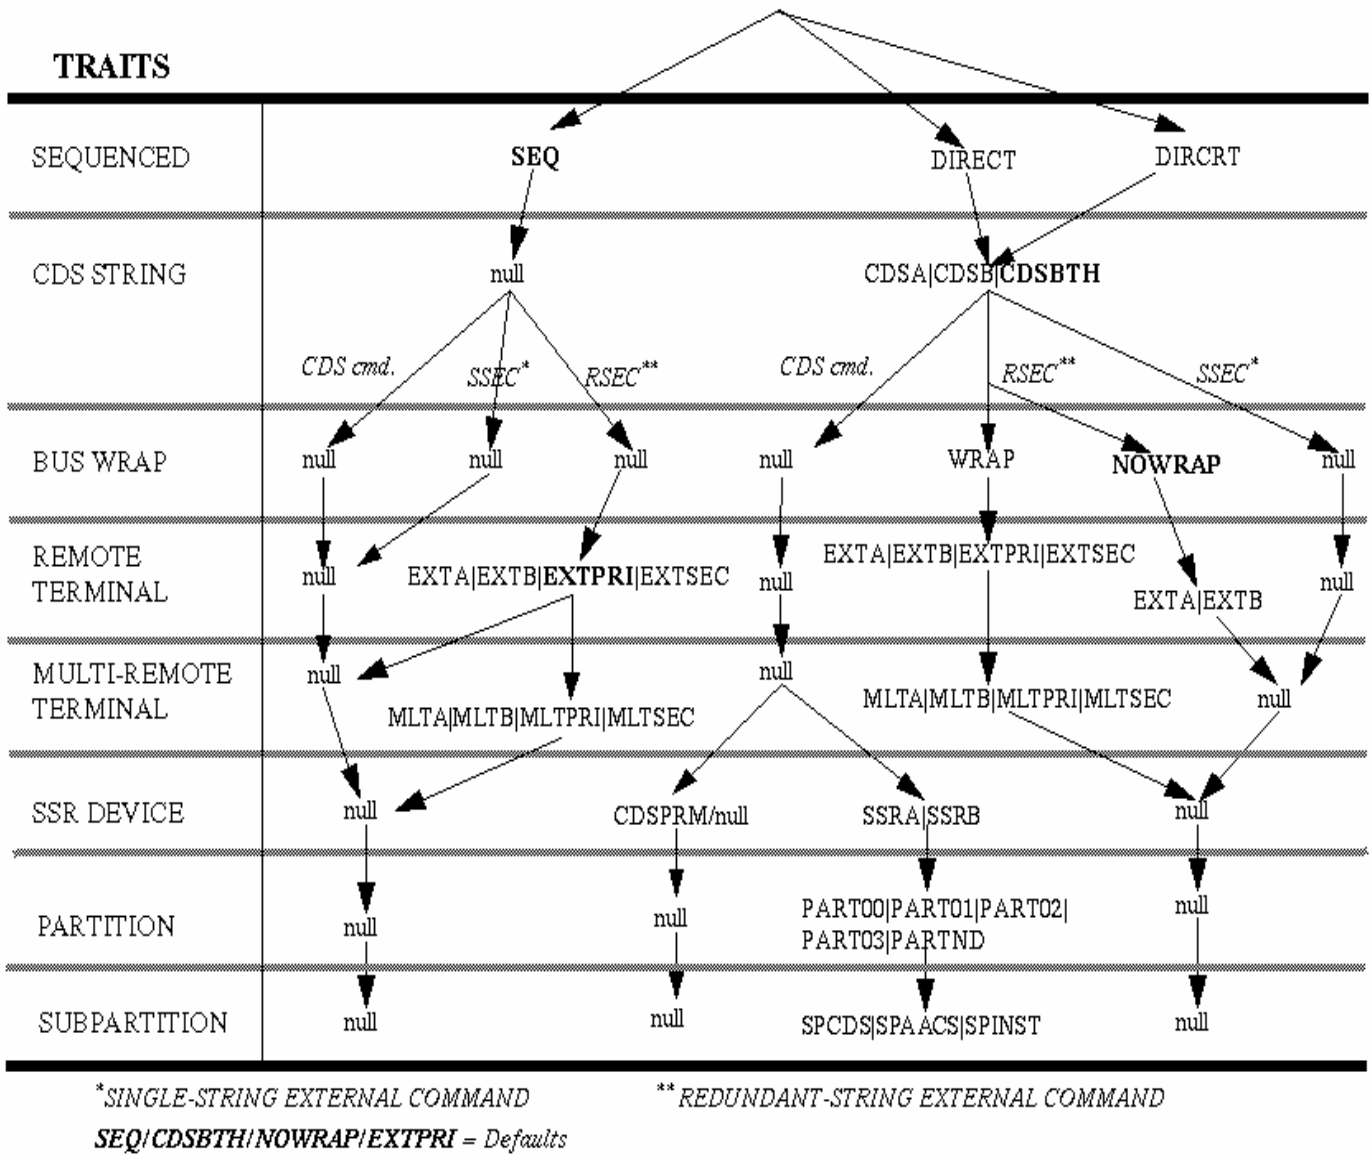 TRAITS
SEQUENCED
SEQ
DIRECT
DIRCRT
CDS STRING
null
CDSA|CDSB|CDSBTH
CDS cmd.
SSEC*
RSEC**
CDS cmd.
RSEC**
SSEC*
BUS WRAP
null
null
null
null
WRAP
NOWRAP
null
REMOTE
TERMINAL
null
EXTA|EXTB|EXTPRI|EXTSEC
null
EXTA|EXTB|EXTPRI|EXTSEC
EXTA|EXTB
null
MULTI-REMOTE
TERMINAL
null
MLTA|MLTB|MLTPRI|MLTSEC
null
MLTA|MLTB|MLTPRI|MLTSEC
null
SSR DEVICE
null
CDSPRM/null
SSRA|SSRB
null
PARTITION
null
null
PART00|PART01|PART02|
PART03|PARTND
null
SUBPARTITION
null
null
SPCDS|SPAACS|SPINST
null
*SINGLE-STRING EXTERNAL COMMAND
**REDUNDANT-STRING EXTERNAL COMMAND
SEQ/CDSBTH/NOWRAP/EXTPRI = Defaults